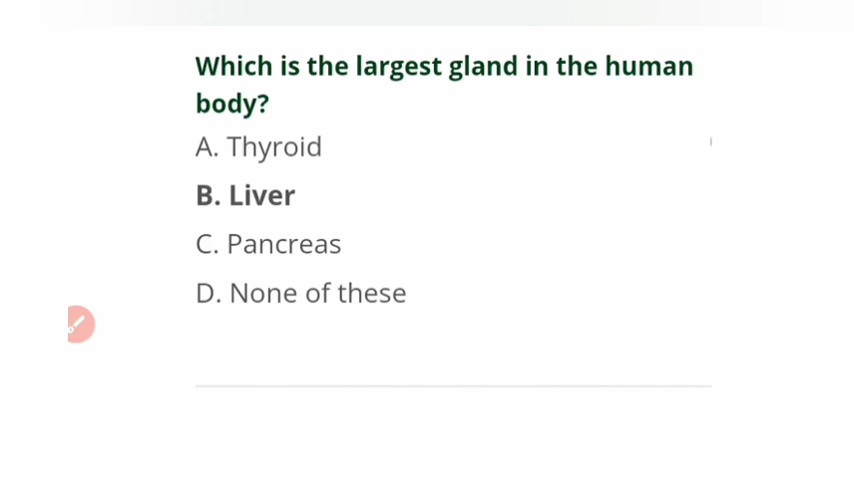 Which is the largest gland in the human
body?
A. Thyroid
B. Liver
C. Pancreas
D. None of these